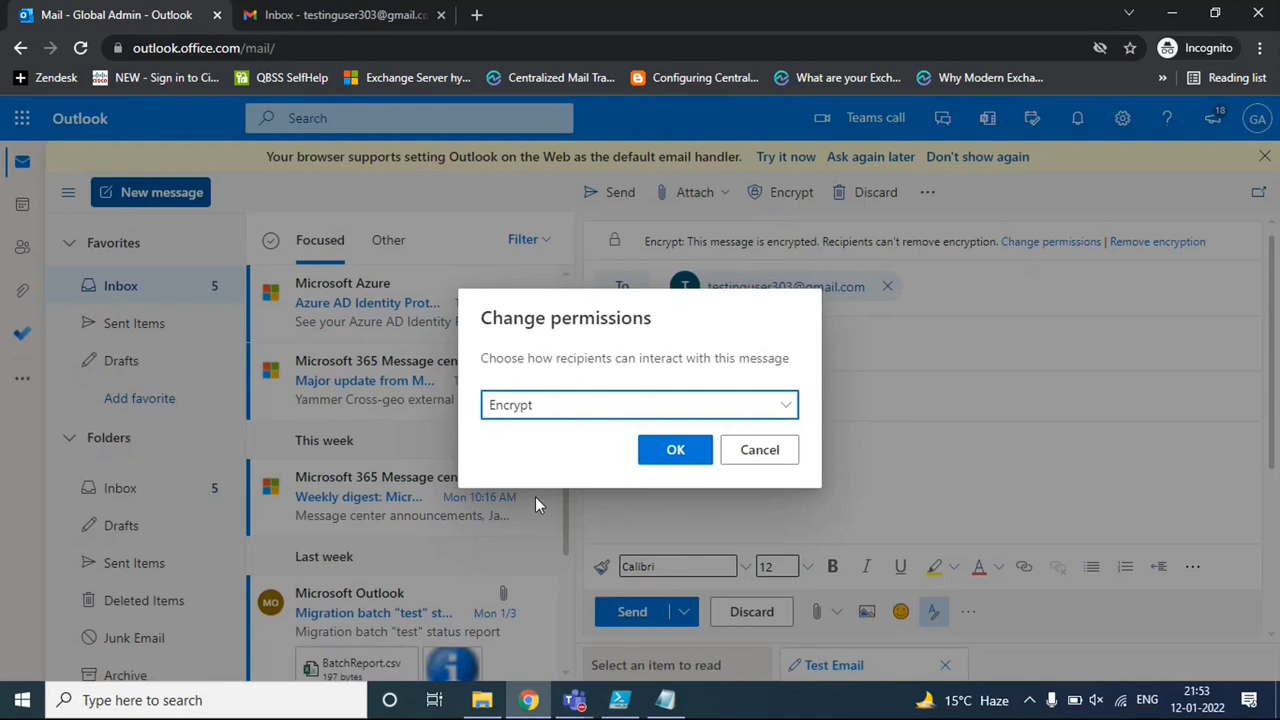 Mail - Global Admin - Outlook
Inbox - testinguser303@gmail.co
outlook.office.com/mail/
Incognito
Zendesk
NEW - Sign in to Ci...
QBSS SelfHelp
Exchange Server by...
Centralized Mail Tra...
Configuring Central...
What are your Exch...
Why Modern Excha...
Reading list
Outlook
Search
Teams call
18
GA
Your browser supports setting Outlook on the Web as the default email handler. Try it now Ask again later Don't show again
New message
Send
Attach
Encrypt
Discard
Favorites
Inbox 5
Sent Items
Drafts
Add favorite
Folders
Inbox 5
Drafts
Sent Items
Deleted Items
Junk Email
Archive
Focused
Other
Filter
Microsoft Azure
Azure AD Identity Prot...
See your Azure AD Identity P
Microsoft 365 Message cen
Major update from M...
Yammer Cross-geo external
This week
Microsoft 365 Message cen
Weekly digest: Micr... Mon 10:16 AM
Message center announcements, Ja...
Last week
MO
Microsoft Outlook
Migration batch "test" st... Mon 1/3
Migration batch "test" status report
BatchReport.csv
197 bytes
Encrypt: This message is encrypted. Recipients can't remove encryption. Change permissions | Remove encryption
To
T
testinguser303@gmail.com
Change permissions
Choose how recipients can interact with this message
Encrypt
OK
Cancel
Calibri
12
B
I
U
A
Send
Discard
Select an item to read
Test Email
Type here to search
15°C Haze
ENG
21:53
12-01-2022